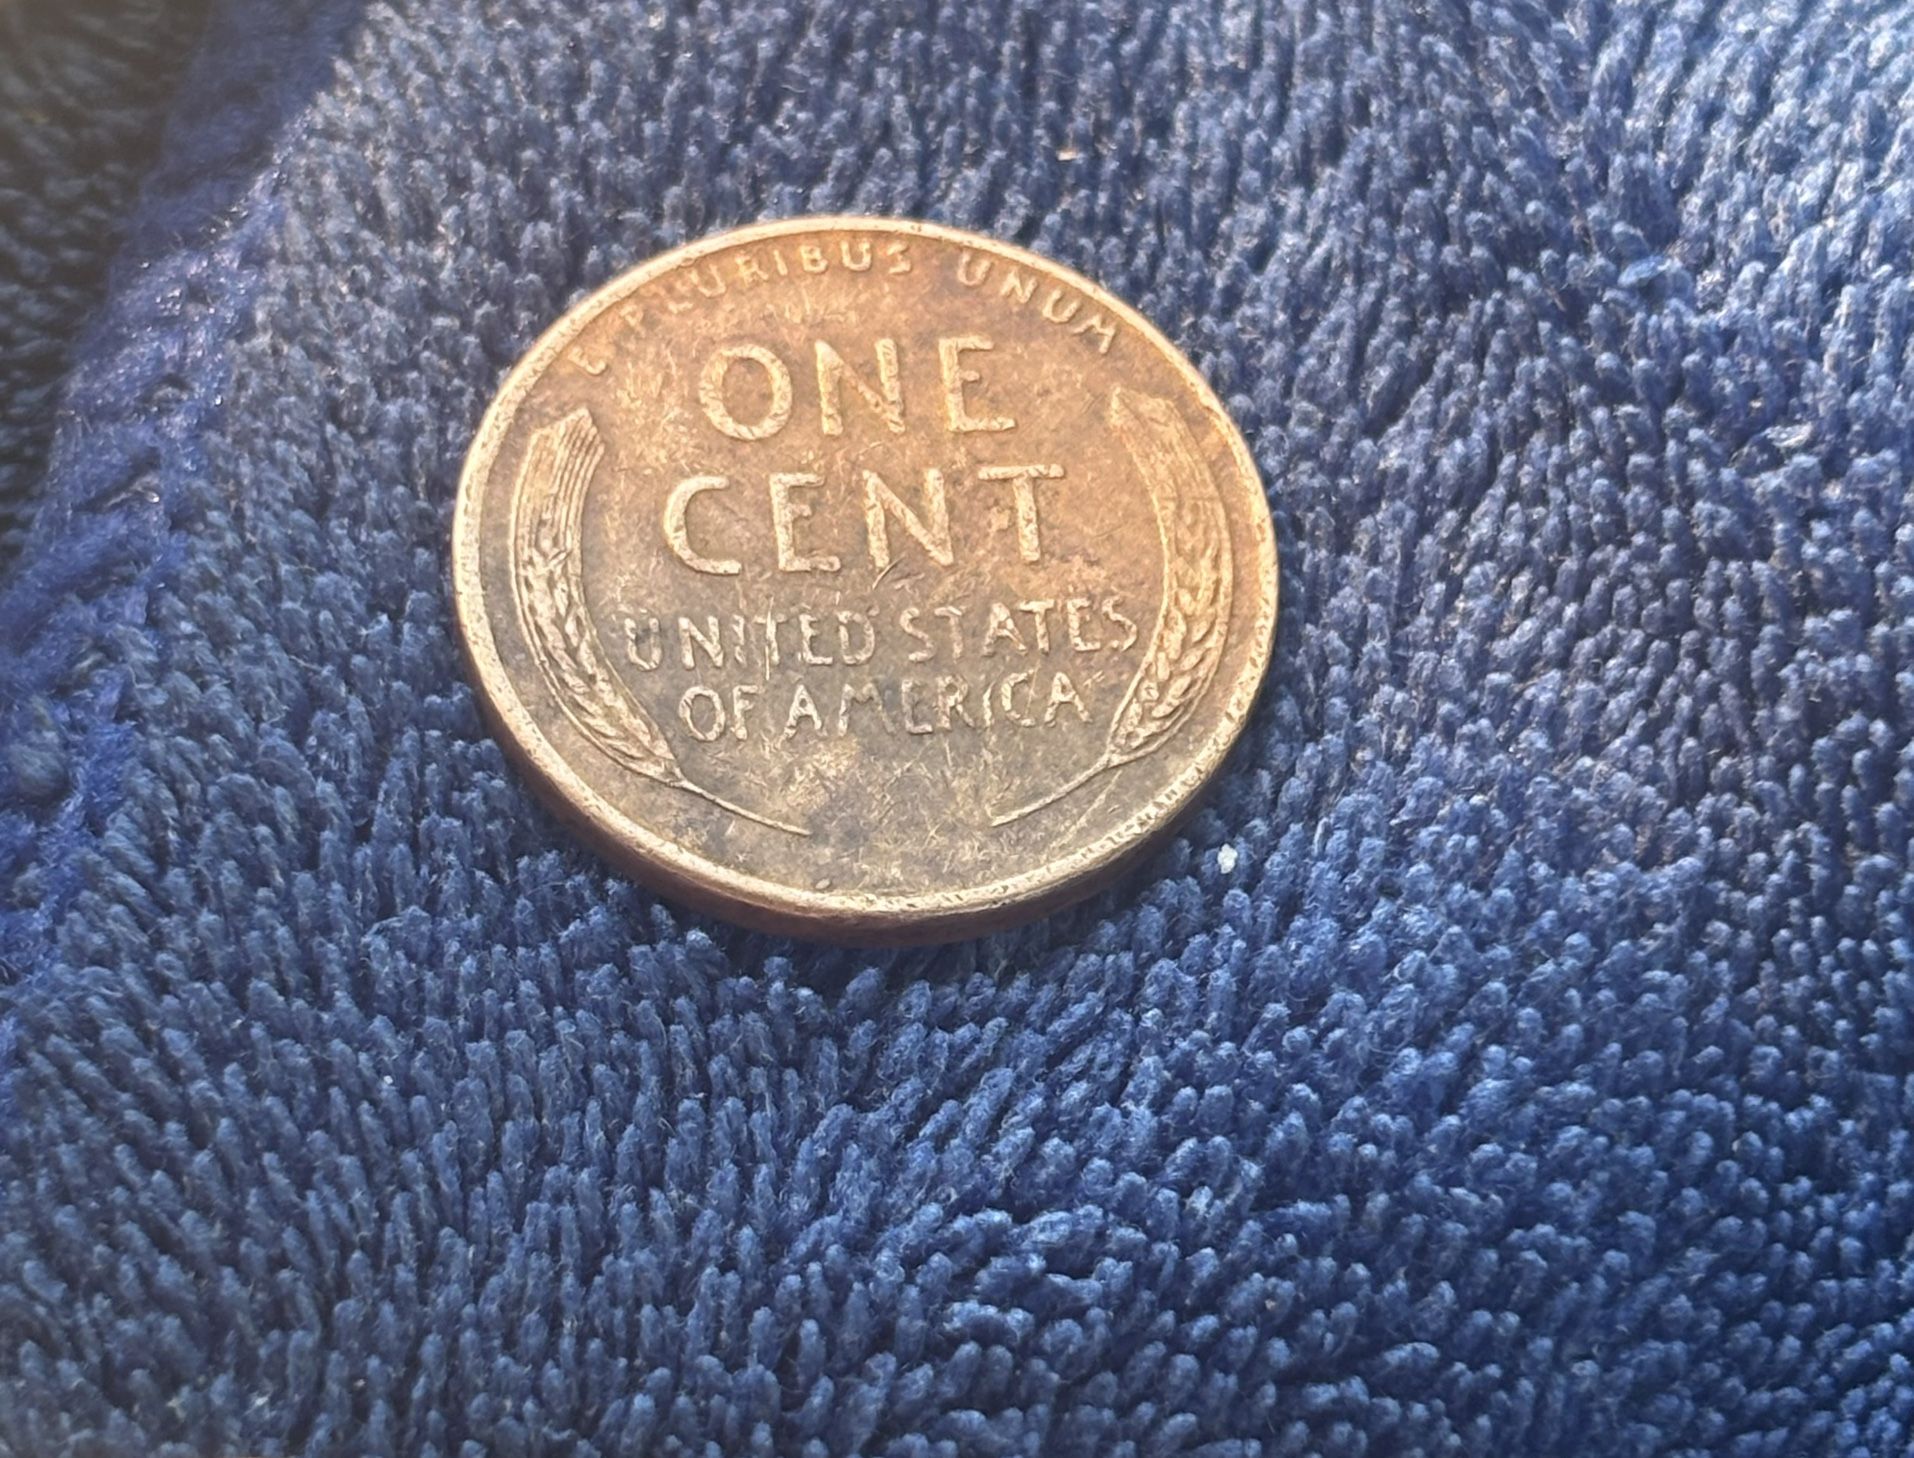 E PLURIBUS UNUM
ONE
CENT
UNITED STATES
OF AMERICA